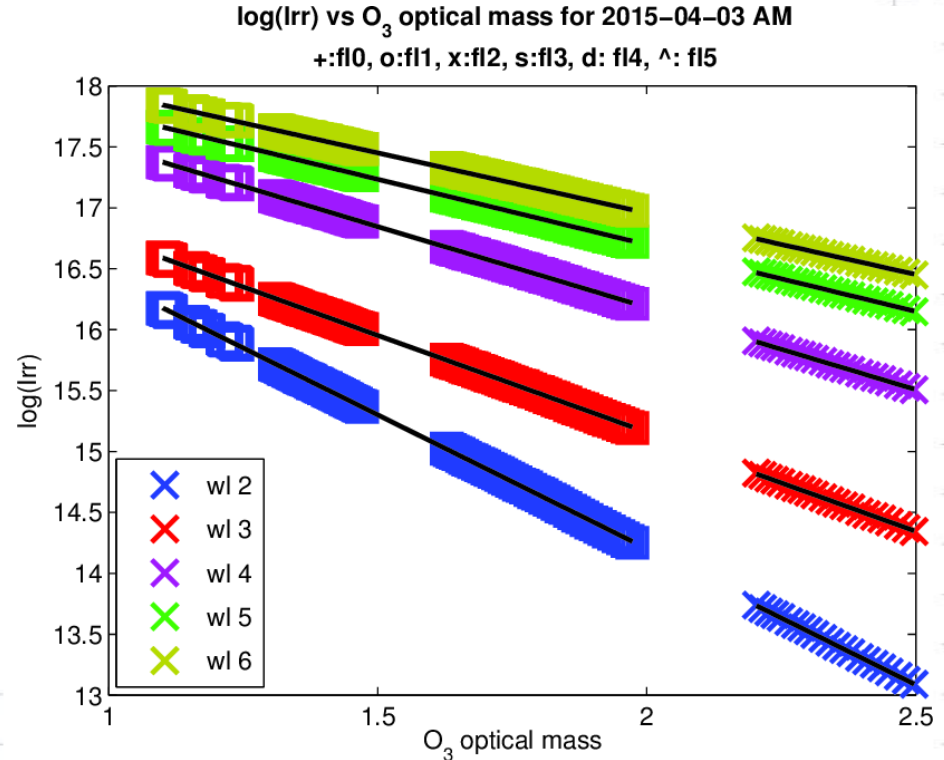 log(Irr) vs O3 optical mass for 2015−04−03 AM
+:fl0, o:fl1, x:fl2, s:fl3, d: fl4, ^: fl5
18
17.5
17
16.5
16
15.5
15
14.5
14
13.5
13
log(Irr)
wl 2
wl 3
wl 4
wl 5
wl 6
1 1.5 2 2.5
O3 optical mass